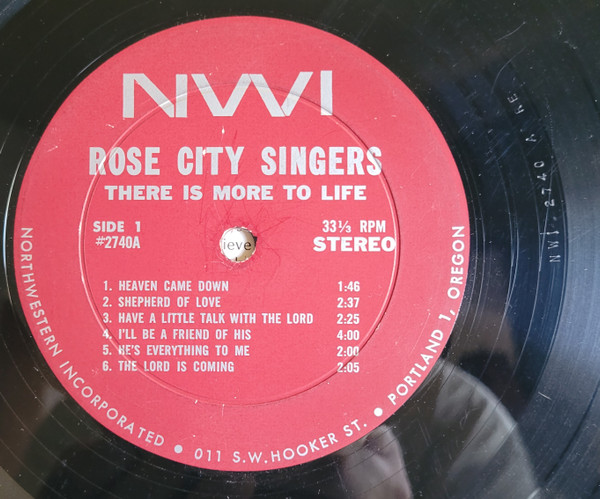 NWI
ROSE CITY SINGERS
THERE IS MORE TO LIFE
SIDE 1
#2740A
33⅓ RPM
STEREO
ieve
1. HEAVEN CAME DOWN 1:46
2. SHEPHERD OF LOVE 2:37
3. HAVE A LITTLE TALK WITH THE LORD 2:25
4. I'LL BE A FRIEND OF HIS 4:00
5. HE'S EVERYTHING TO ME 2:00
6. THE LORD IS COMING 2:05
NORTHWESTERN INCORPORATED • 011 S.W. HOOKER ST. • PORTLAND 1, OREGON
NWI 2740 A RE